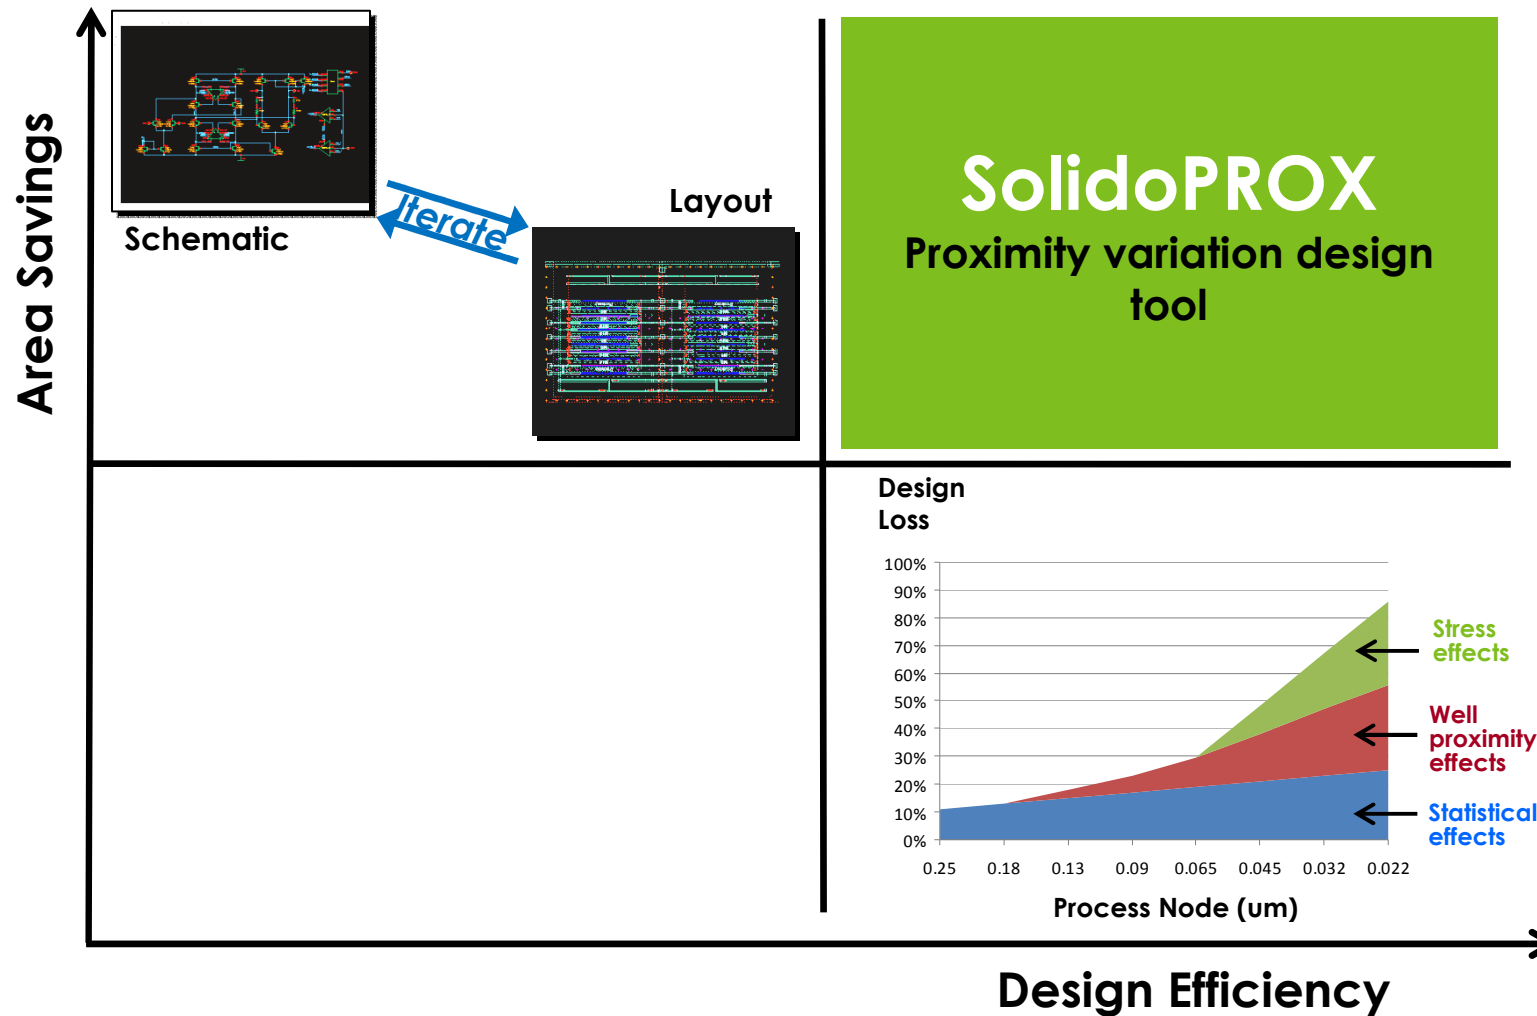 Area Savings
Schematic
Iterate
Layout
SolidoPROX
Proximity variation design
tool
Design
Loss
100%
90%
80%
70%
60%
50%
40%
30%
20%
10%
0%
0.25 0.18 0.13 0.09 0.065 0.045 0.032 0.022
Process Node (um)
Stress
effects
Well
proximity
effects
Statistical
effects
Design Efficiency